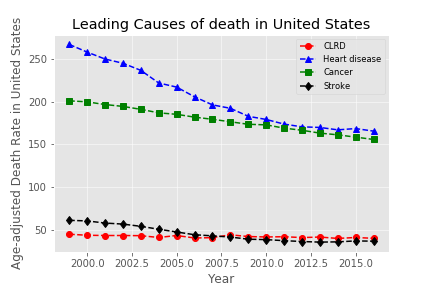 Leading Causes of death in United States
Age-adjusted Death Rate in United States
250
200
150
100
50
CLRD
Heart disease
Cancer
Stroke
2000.0 2002.5 2005.0 2007.5 2010.0 2012.5 2015.0
Year